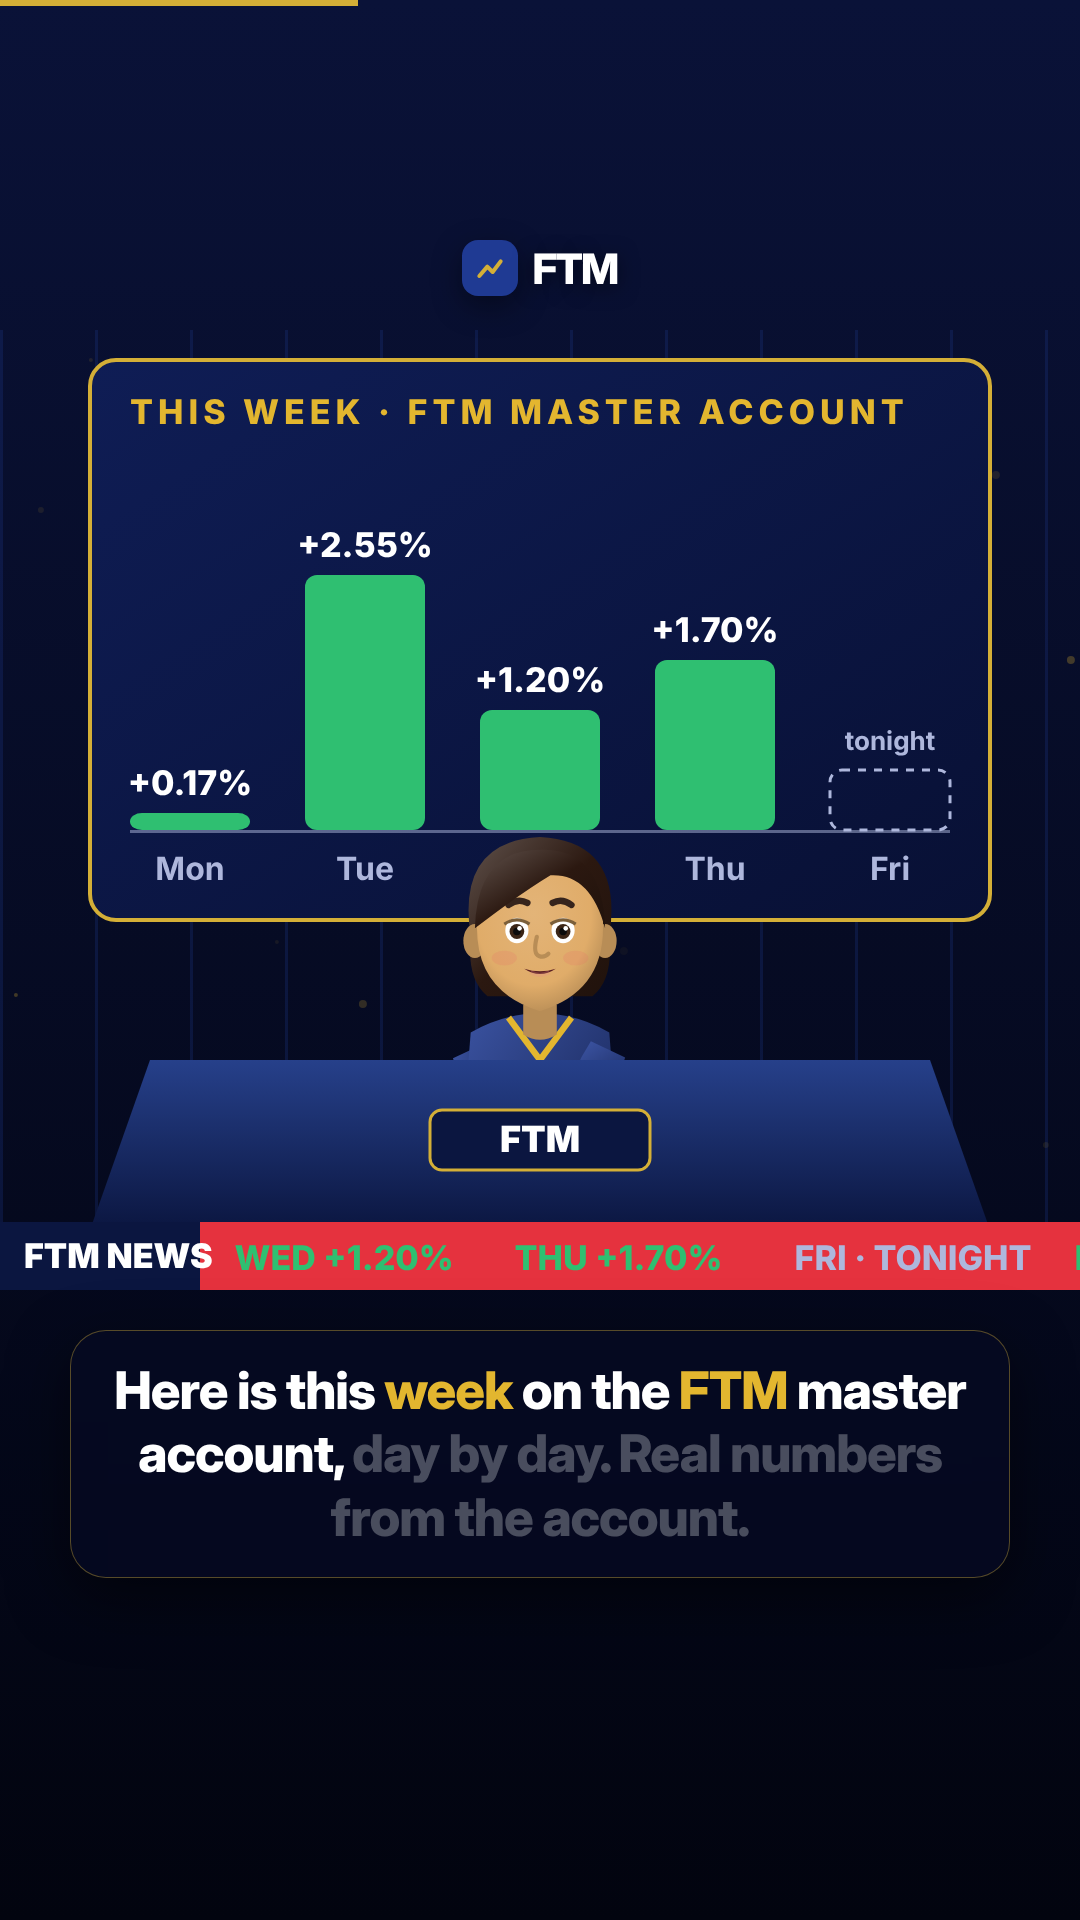 FTM
THIS WEEK · FTM MASTER ACCOUNT
+2.55%
+1.70%
+1.20%
tonight
+0.17%
Mon Tue Thu Fri
FTM
FTM NEWS WED +1.20% THU +1.70% FRI · TONIGHT
Here is this week on the FTM master
account, day by day. Real numbers
from the account.